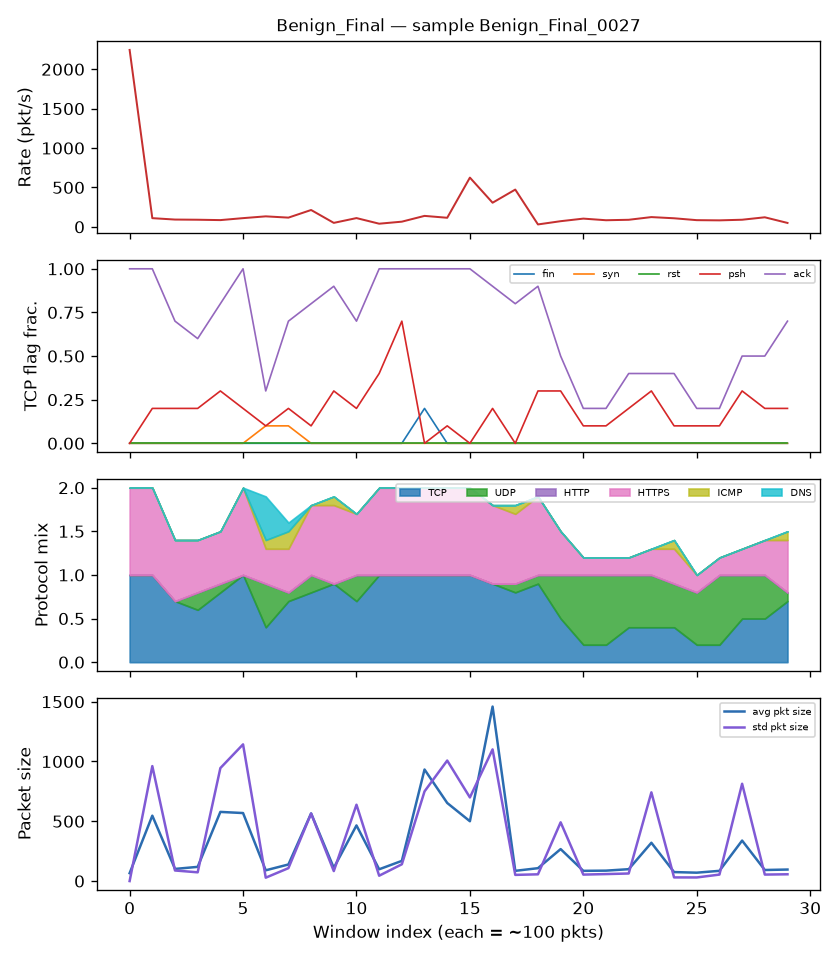 Benign_Final — sample Benign_Final_0027
Rate (pkt/s)
2000
1500
1000
500
0
TCP flag frac.
1.00
0.75
0.50
0.25
0.00
fin syn rst psh ack
Protocol mix
2.0
1.5
1.0
0.5
0.0
TCP UDP HTTP HTTPS ICMP DNS
Packet size
1500
1000
500
0
avg pkt size
std pkt size
0 5 10 15 20 25 30
Window index (each = ~100 pkts)